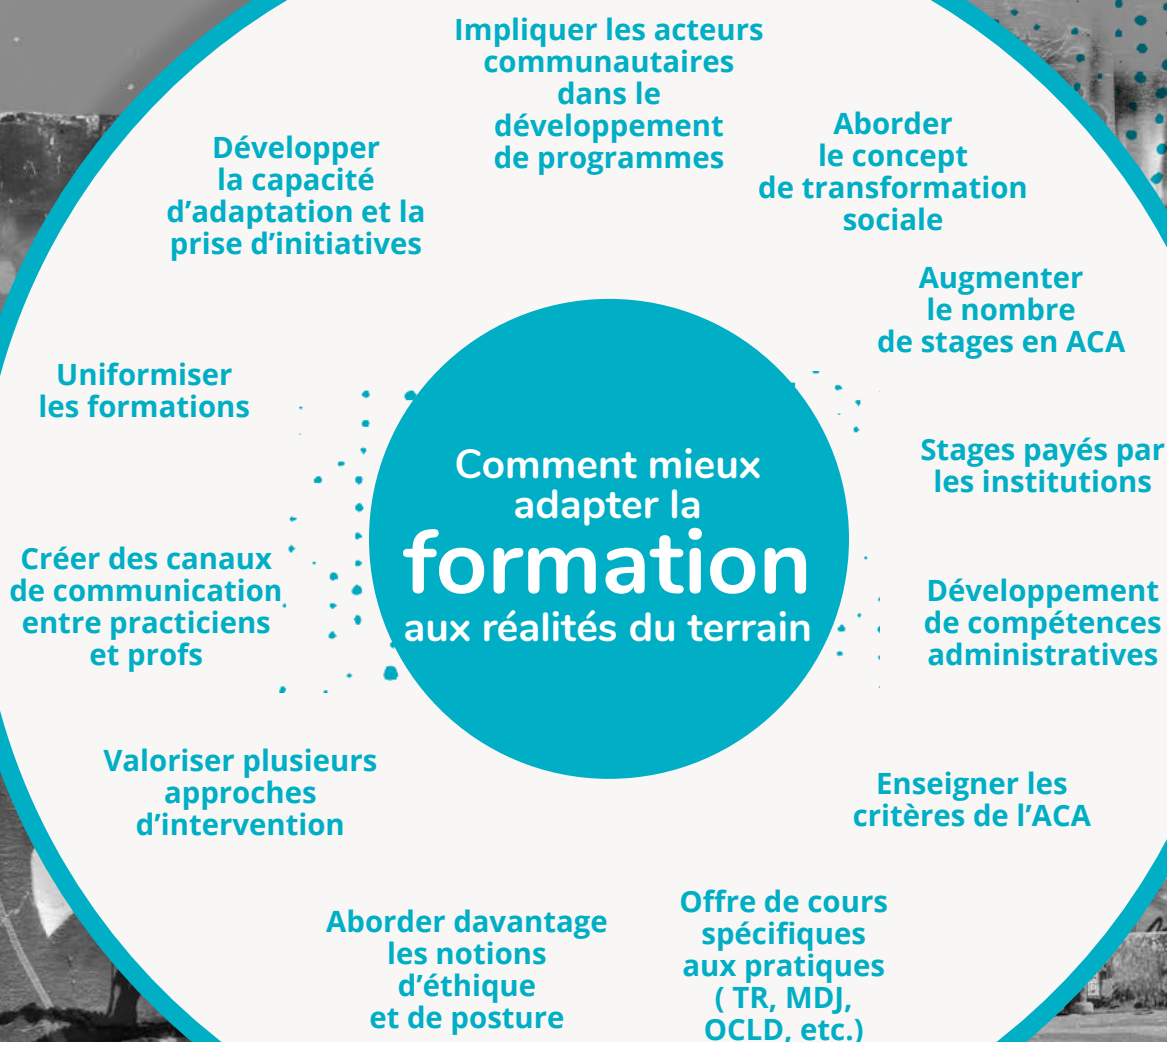 Impliquer les acteurs
communautaires
dans le
développement
de programmes
Aborder
le concept
de transformation
sociale
Augmenter
le nombre
de stages en ACA
Stages payés par
les institutions
Développement
de compétences
administratives
Enseigner les
critères de l'ACA
Offre de cours
spécifiques
aux pratiques
( TR, MDJ,
OCLD, etc.)
Aborder davantage
les notions
d'éthique
et de posture
Valoriser plusieurs
approches
d'intervention
Créer des canaux
de communication
entre practiciens
et profs
Uniformiser
les formations
Développer
la capacité
d'adaptation et la
prise d'initiatives
Comment mieux
adapter la
formation
aux réalités du terrain